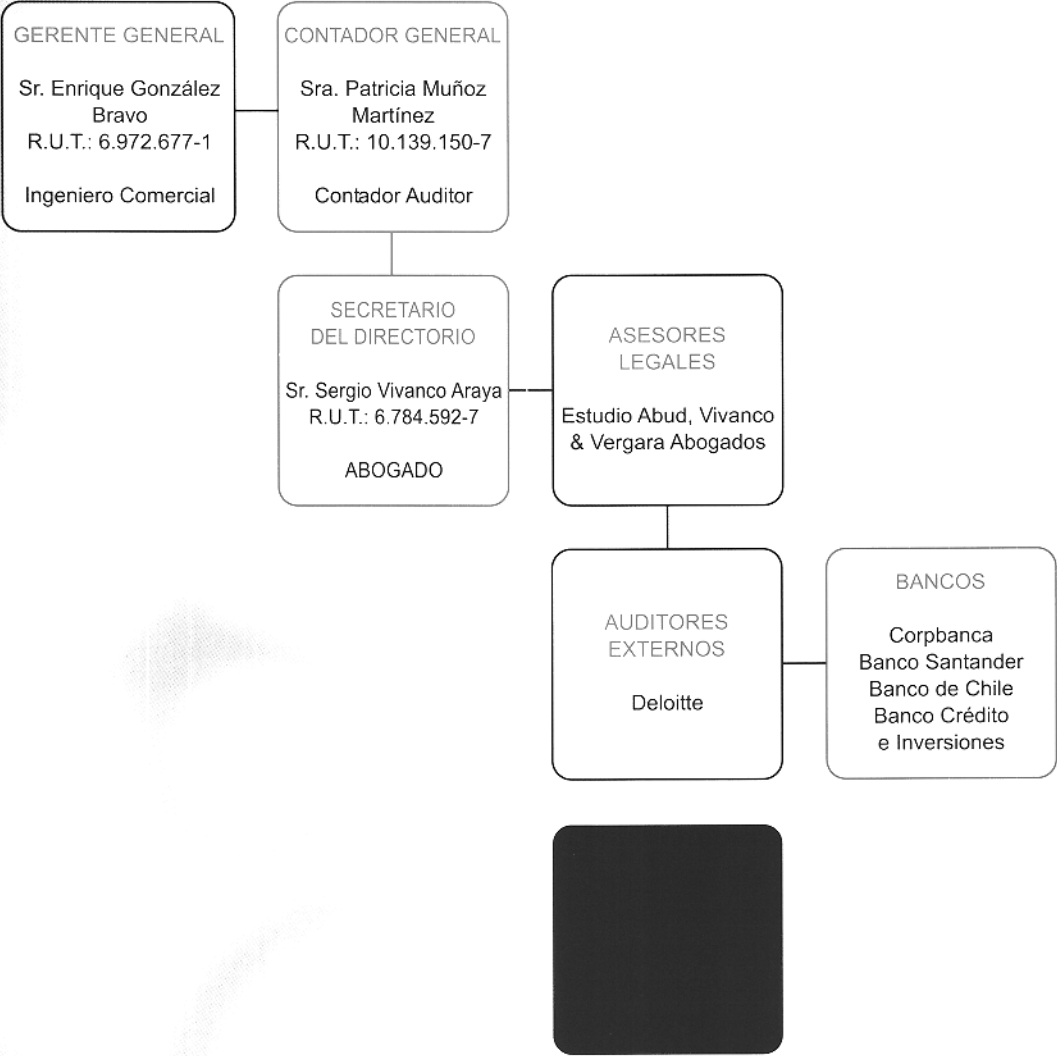 GERENTE GENERAL
Sr. Enrique González
Bravo
R.U.T.: 6.972.677-1
Ingeniero Comercial
CONTADOR GENERAL
Sra. Patricia Muñoz
Martínez
R.U.T.: 10.139.150-7
Contador Auditor
SECRETARIO
DEL DIRECTORIO
Sr. Sergio Vivanco Araya
R.U.T.: 6.784.592-7
ABOGADO
ASESORES
LEGALES
Estudio Abud, Vivanco
& Vergara Abogados
AUDITORES
EXTERNOS
Deloitte
BANCOS
Corpbanca
Banco Santander
Banco de Chile
Banco Crédito
e Inversiones